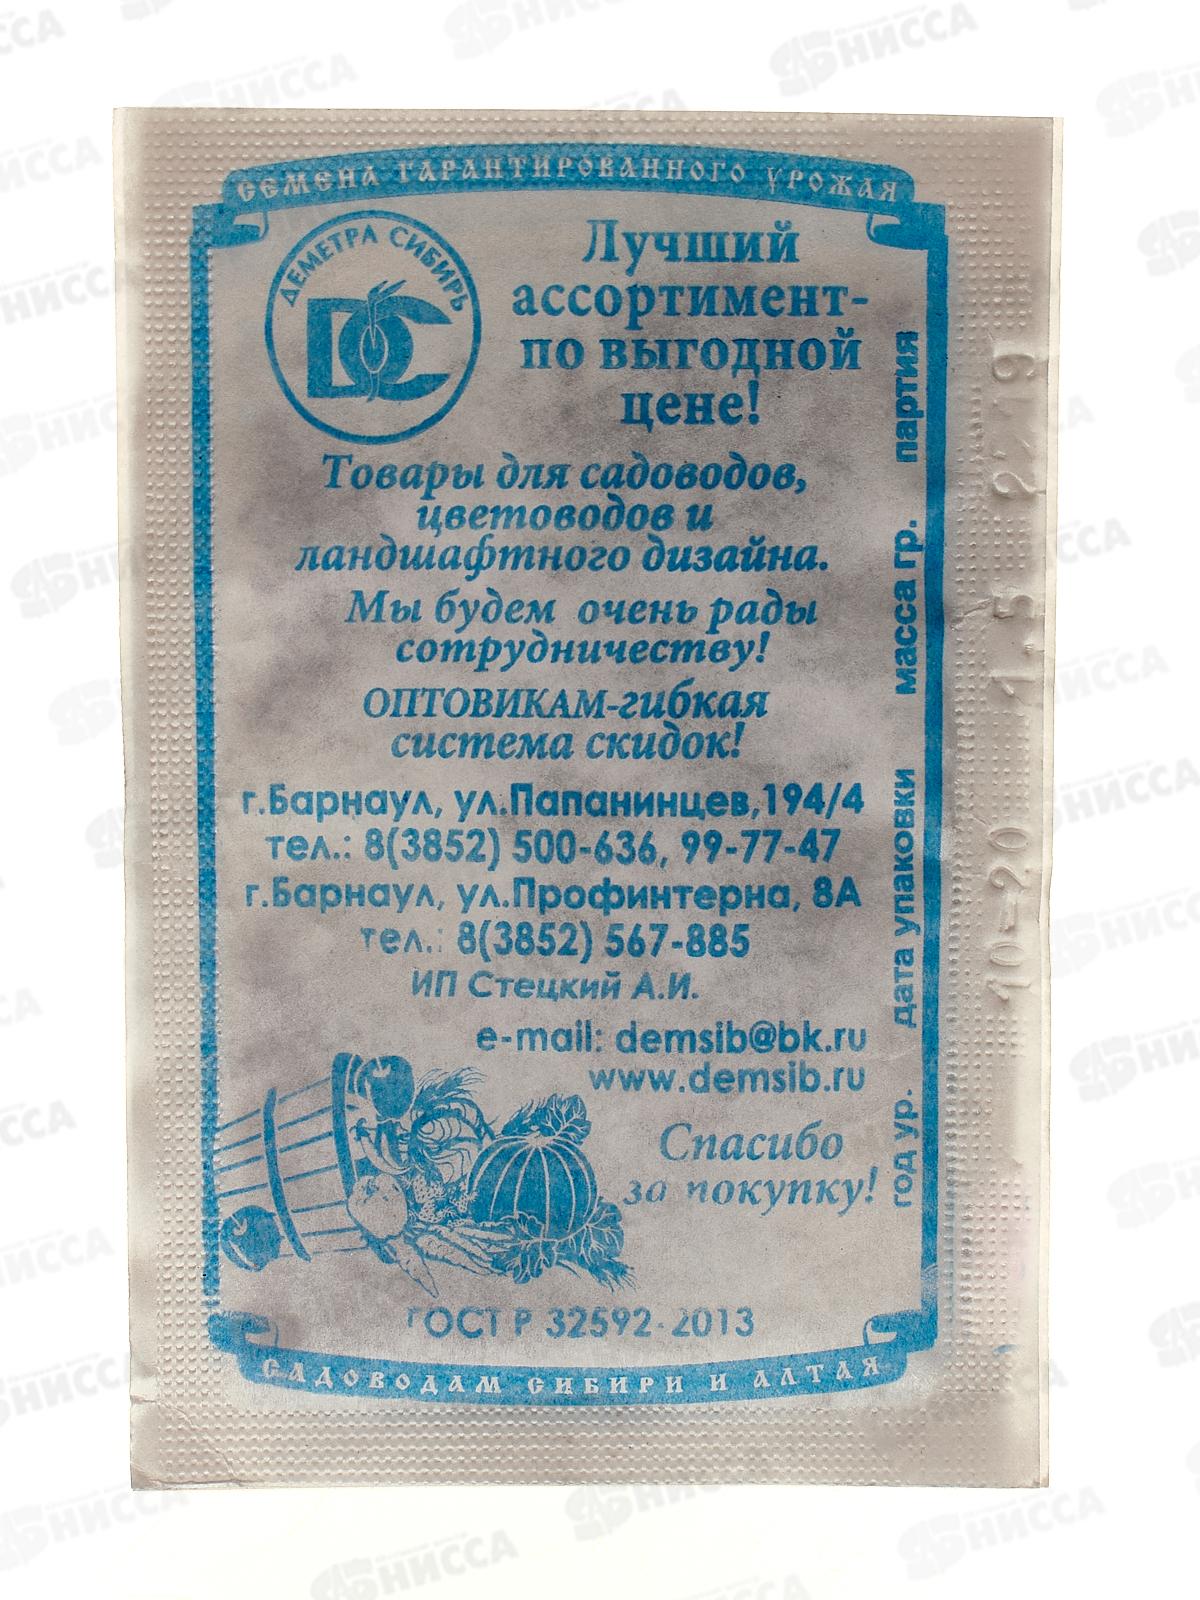 СЕМЕНА ГАРАНТИРОВАННОГО УРОЖАЯ
ДЕМЕТРА СИБИРЬ
DC
Лучший
ассортимент-
по выгодной
цене!
Товары для садоводов,
цветоводов и
ландшафтного дизайна.
Мы будем очень рады
сотрудничеству!
ОПТОВИКАМ-гибкая
система скидок!
г.Барнаул, ул.Папанинцев,194/4
тел.: 8(3852) 500-636, 99-77-47
г.Барнаул, ул.Профинтерна, 8А
тел.: 8(3852) 567-885
ИП Стецкий А.И.
e-mail: demsib@bk.ru
www.demsib.ru
Спасибо
за покупку!
ГОСТ Р 32592-2013
САДОВОДАМ СИБИРИ И АЛТАЯ
год ур. дата упаковки масса гр. партия
10-20 1.5 2219
НИССА